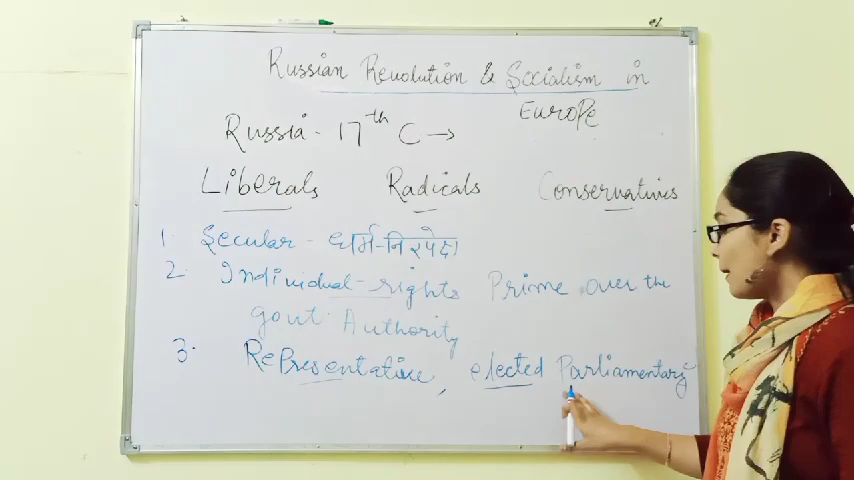 Russian Revolution & Socialism in
Europe
Russia - 17th C →
Liberals Radicals Conservatives
1. Secular - धर्म-निरपेक्ष
2. Individual-rights Prime over the
govt. Authority
3. Representative, elected Parliamentary